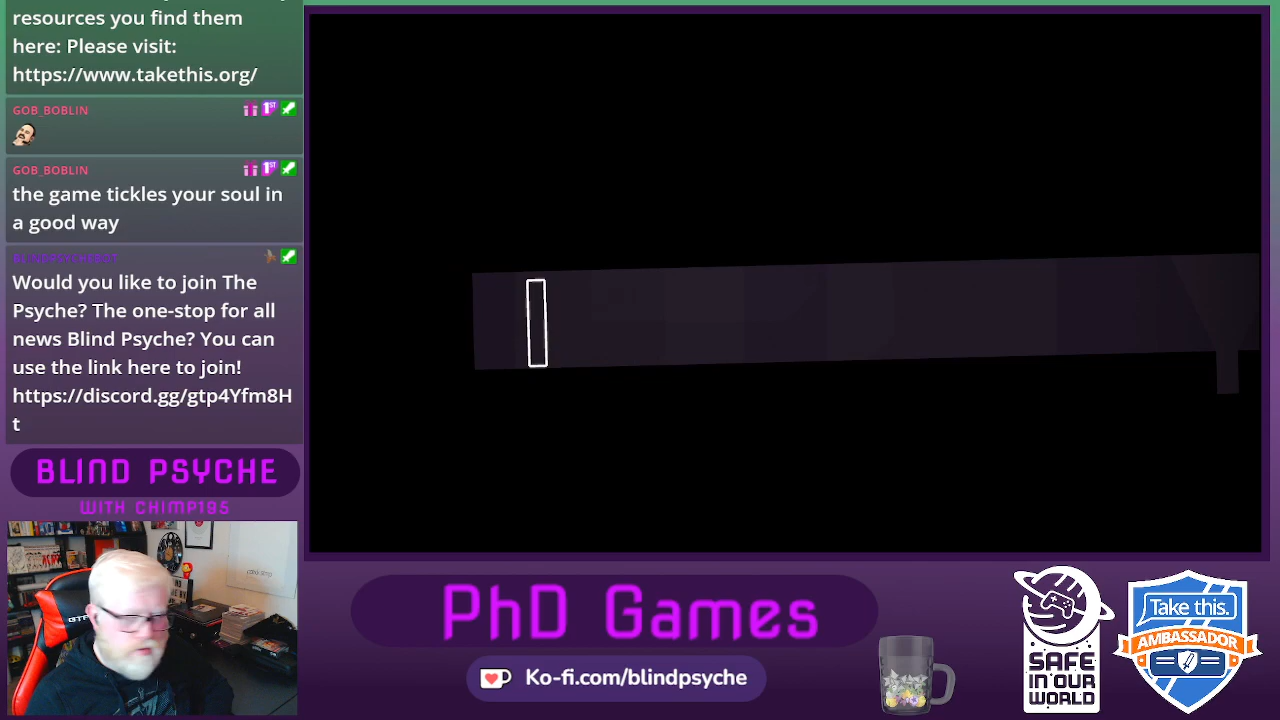 resources you find them
here: Please visit:
https://www.takethis.org/
GOB_BOBLIN
1ST
GOB_BOBLIN
1ST
the game tickles your soul in
a good way
Would you like to join The
Psyche? The one-stop for all
news Blind Psyche? You can
use the link here to join!
https://discord.gg/gtp4Yfm8H
t
BLIND PSYCHE
WITH CHIMP195
PhD Games
Ko-fi.com/blindpsyche
SAFE
IN OUR
WORLD
Take this.
AMBASSADOR